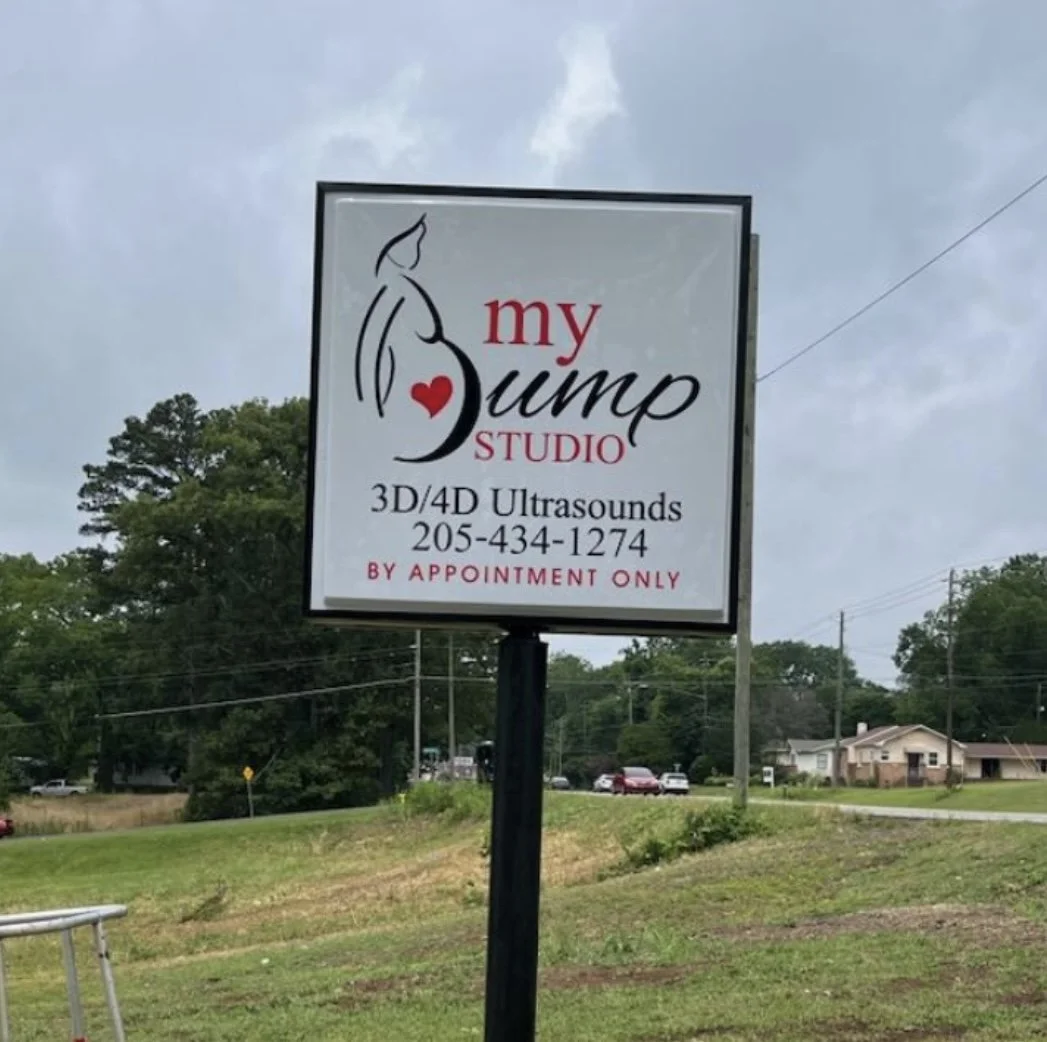 my
Bump
STUDIO
3D/4D Ultrasounds
205-434-1274
BY APPOINTMENT ONLY